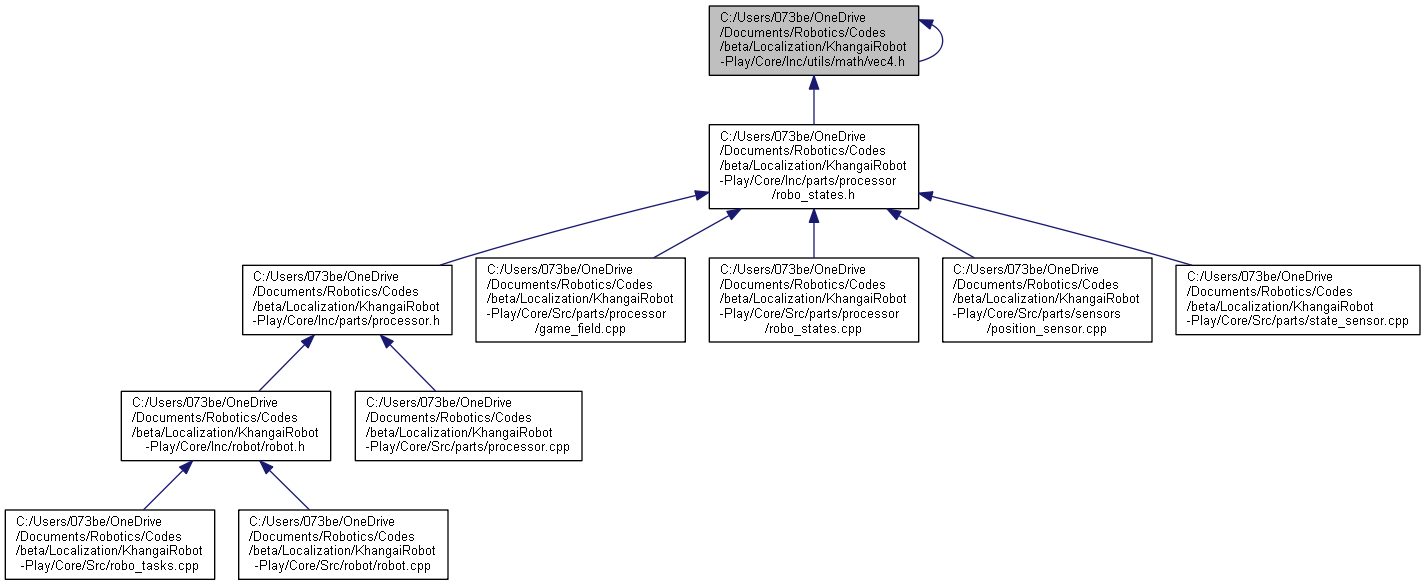 C:/Users/073be/OneDrive
/Documents/Robotics/Codes
/beta/Localization/KhangaiRobot
-Play/Core/Inc/utils/math/vec4.h
C:/Users/073be/OneDrive
/Documents/Robotics/Codes
/beta/Localization/KhangaiRobot
-Play/Core/Inc/parts/processor
/robo_states.h
C:/Users/073be/OneDrive
/Documents/Robotics/Codes
/beta/Localization/KhangaiRobot
-Play/Core/Inc/parts/processor.h
C:/Users/073be/OneDrive
/Documents/Robotics/Codes
/beta/Localization/KhangaiRobot
-Play/Core/Src/parts/processor
/game_field.cpp
C:/Users/073be/OneDrive
/Documents/Robotics/Codes
/beta/Localization/KhangaiRobot
-Play/Core/Src/parts/processor
/robo_states.cpp
C:/Users/073be/OneDrive
/Documents/Robotics/Codes
/beta/Localization/KhangaiRobot
-Play/Core/Src/parts/sensors
/position_sensor.cpp
C:/Users/073be/OneDrive
/Documents/Robotics/Codes
/beta/Localization/KhangaiRobot
-Play/Core/Src/parts/state_sensor.cpp
C:/Users/073be/OneDrive
/Documents/Robotics/Codes
/beta/Localization/KhangaiRobot
-Play/Core/Inc/robot/robot.h
C:/Users/073be/OneDrive
/Documents/Robotics/Codes
/beta/Localization/KhangaiRobot
-Play/Core/Src/parts/processor.cpp
C:/Users/073be/OneDrive
/Documents/Robotics/Codes
/beta/Localization/KhangaiRobot
-Play/Core/Src/robo_tasks.cpp
C:/Users/073be/OneDrive
/Documents/Robotics/Codes
/beta/Localization/KhangaiRobot
-Play/Core/Src/robot/robot.cpp